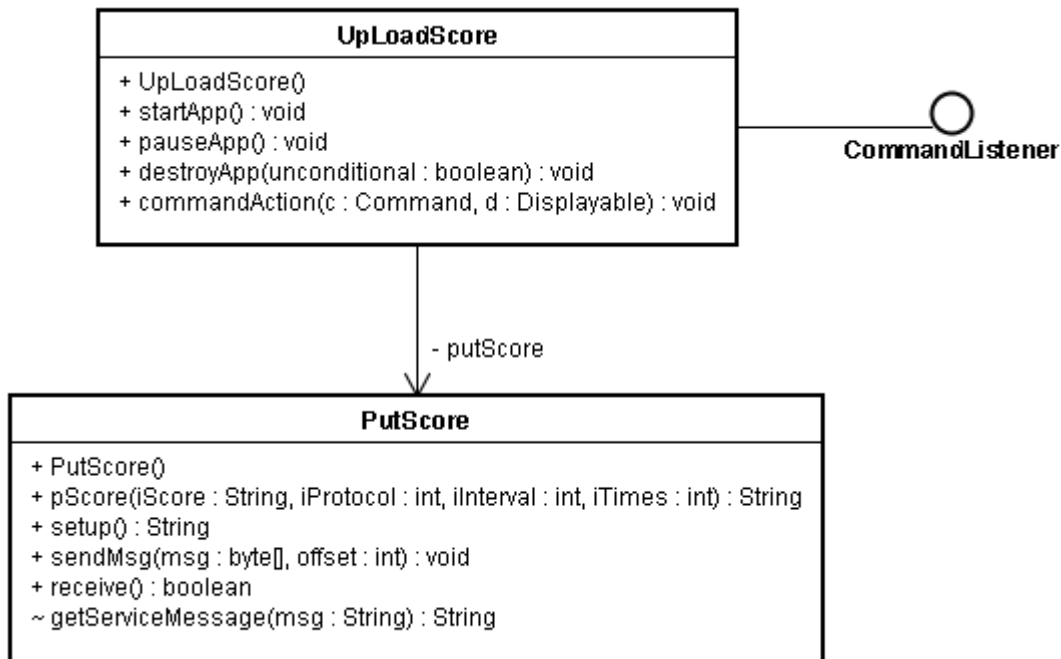 UpLoadScore
+ UpLoadScore()
+ startApp() : void
+ pauseApp() : void
+ destroyApp(unconditional : boolean) : void
+ commandAction(c : Command, d : Displayable) : void
CommandListener
- putScore
PutScore
+ PutScore()
+ pScore(iScore : String, iProtocol : int, iInterval : int, iTimes : int) : String
+ setup() : String
+ sendMsg(msg : byte[], offset : int) : void
+ receive() : boolean
~ getServiceMessage(msg : String) : String